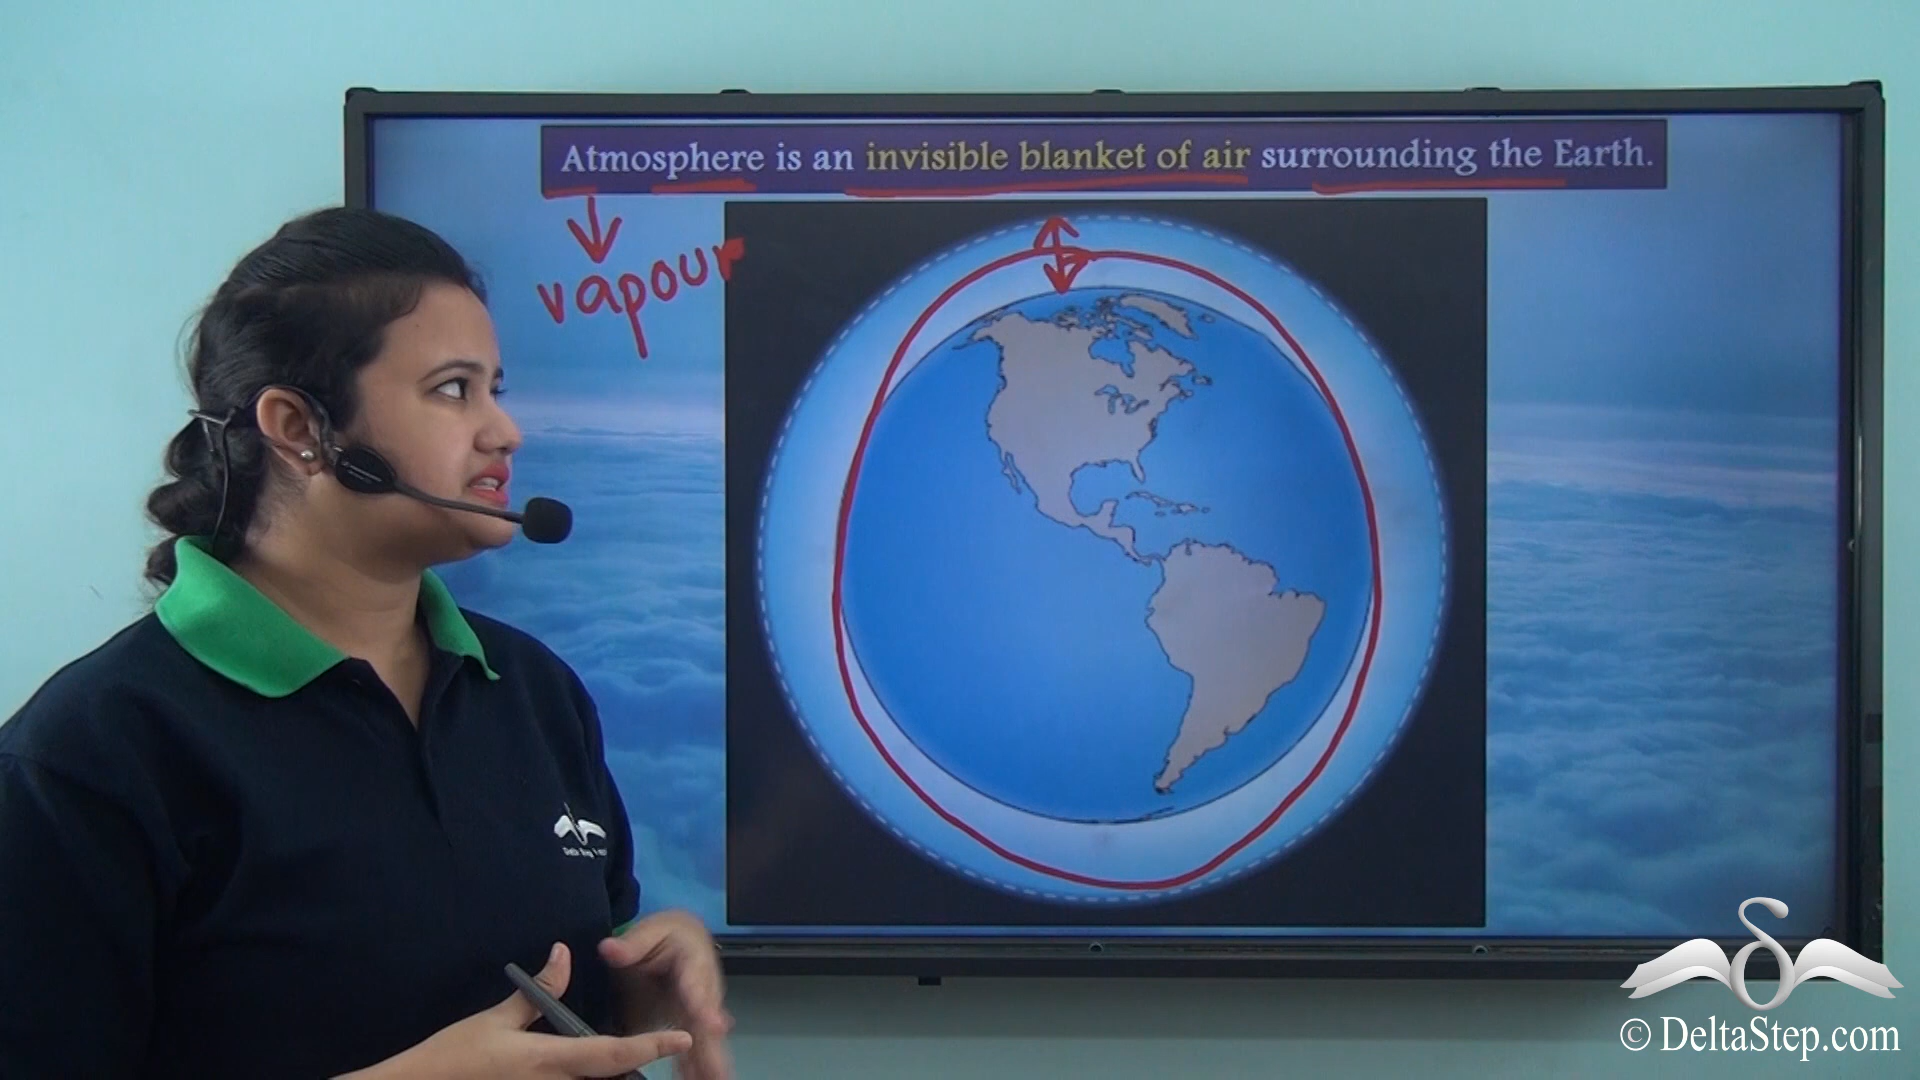 Atmosphere is an invisible blanket of air surrounding the Earth.
vapour
© DeltaStep.com